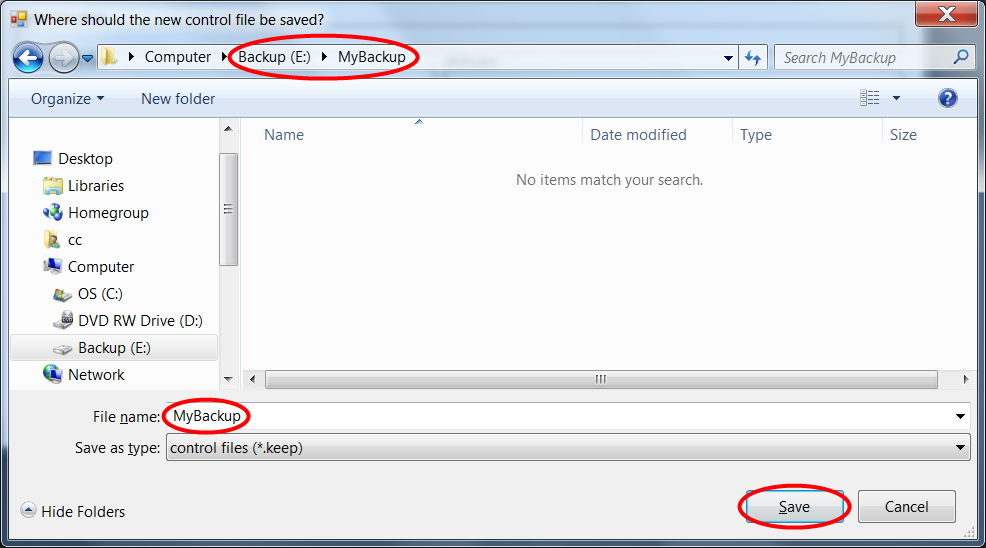 Where should the new control file be saved?
Computer Backup (E:) MyBackup Search MyBackup
Organize New folder
Name Date modified Type Size
No items match your search.
Desktop
Libraries
Homegroup
cc
Computer
OS (C:)
DVD RW Drive (D:)
Backup (E:)
Network
File name: MyBackup
Save as type: control files (*.keep)
Hide Folders Save Cancel